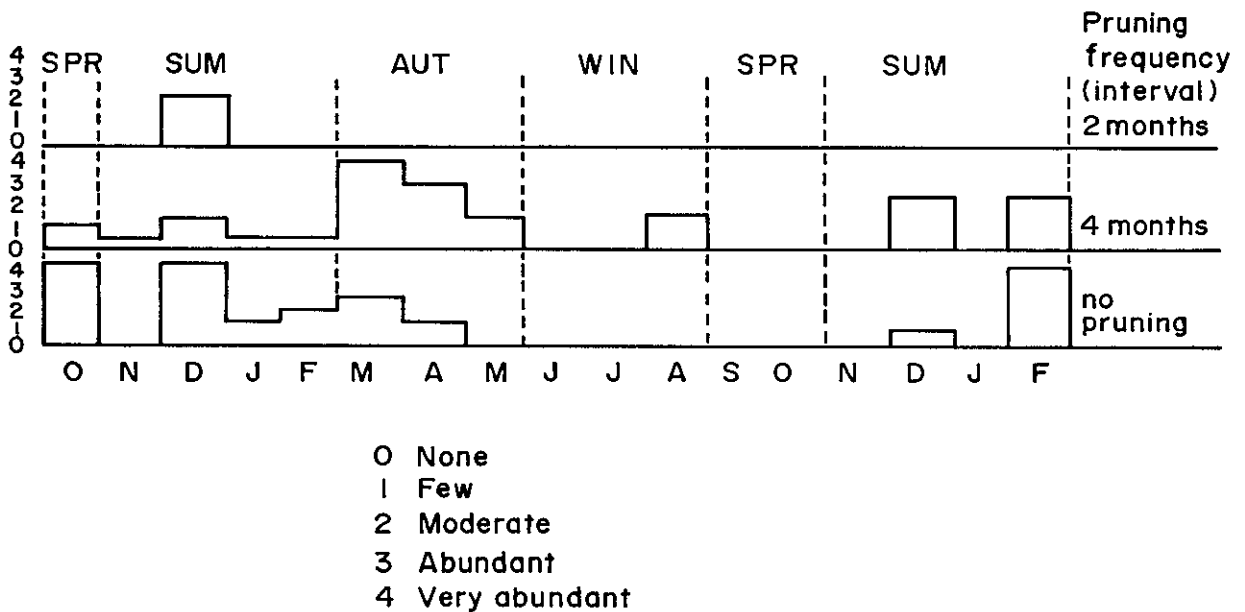 Pruning
frequency
(interval)
SPR SUM AUT WIN SPR SUM
4
3
2
1
0
2 months
4
3
2
1
0
4 months
4
3
2
1
0
no
pruning
O N D J F M A M J J A S O N D J F
0 None
1 Few
2 Moderate
3 Abundant
4 Very abundant